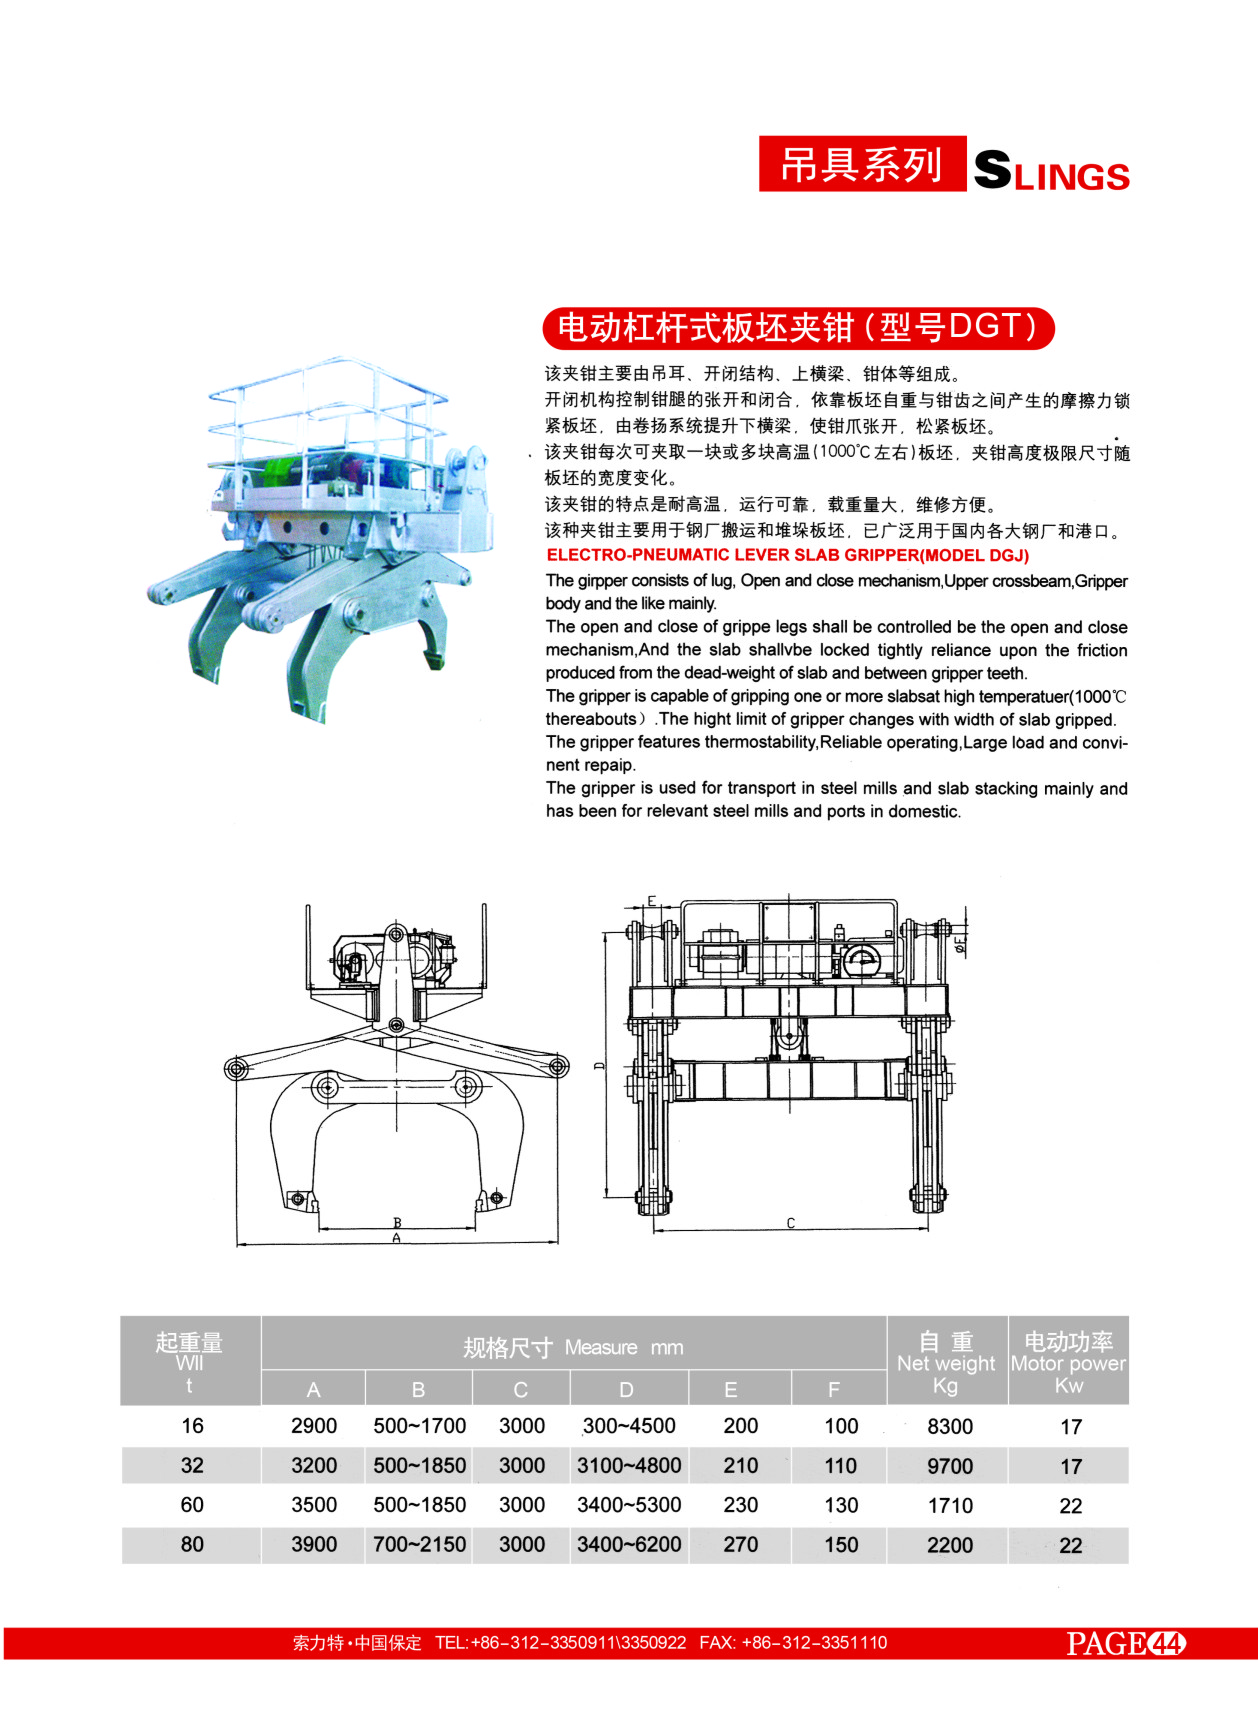 吊具系列 SLINGS
电动杠杆式板坯夹钳(型号DGT)
该夹钳主要由吊耳、开闭结构、上横梁、钳体等组成。
开闭机构控制钳腿的张开和闭合，依靠板坯自重与钳齿之间产生的摩擦力锁
紧板坯，由卷扬系统提升下横梁，使钳爪张开，松紧板坯。
该夹钳每次可夹取一块或多块高温(1000℃左右)板坯，夹钳高度极限尺寸随
板坯的宽度变化。
该夹钳的特点是耐高温，运行可靠，载重量大，维修方便。
该种夹钳主要用于钢厂搬运和堆垛板坯，已广泛用于国内各大钢厂和港口。
ELECTRO-PNEUMATIC LEVER SLAB GRIPPER(MODEL DGJ)
The girpper consists of lug, Open and close mechanism,Upper crossbeam,Gripper
body and the like mainly.
The open and close of grippe legs shall be controlled be the open and close
mechanism,And the slab shallvbe locked tightly reliance upon the friction
produced from the dead-weight of slab and between gripper teeth.
The gripper is capable of gripping one or more slabsat high temperatuer(1000℃
thereabouts）.The hight limit of gripper changes with width of slab gripped.
The gripper features thermostability,Reliable operating,Large load and convi-
nent repaip.
The gripper is used for transport in steel mills and slab stacking mainly and
has been for relevant steel mills and ports in domestic.
E
øF
D
B
A
C
起重量 规格尺寸 Measure mm 自 重 电动功率
Wll Net weight Motor power
t A B C D E F Kg Kw
16 2900 500~1700 3000 300~4500 200 100 8300 17
32 3200 500~1850 3000 3100~4800 210 110 9700 17
60 3500 500~1850 3000 3400~5300 230 130 1710 22
80 3900 700~2150 3000 3400~6200 270 150 2200 22
索力特·中国保定 TEL:+86-312-3350911\3350922 FAX: +86-312-3351110 PAGE 44